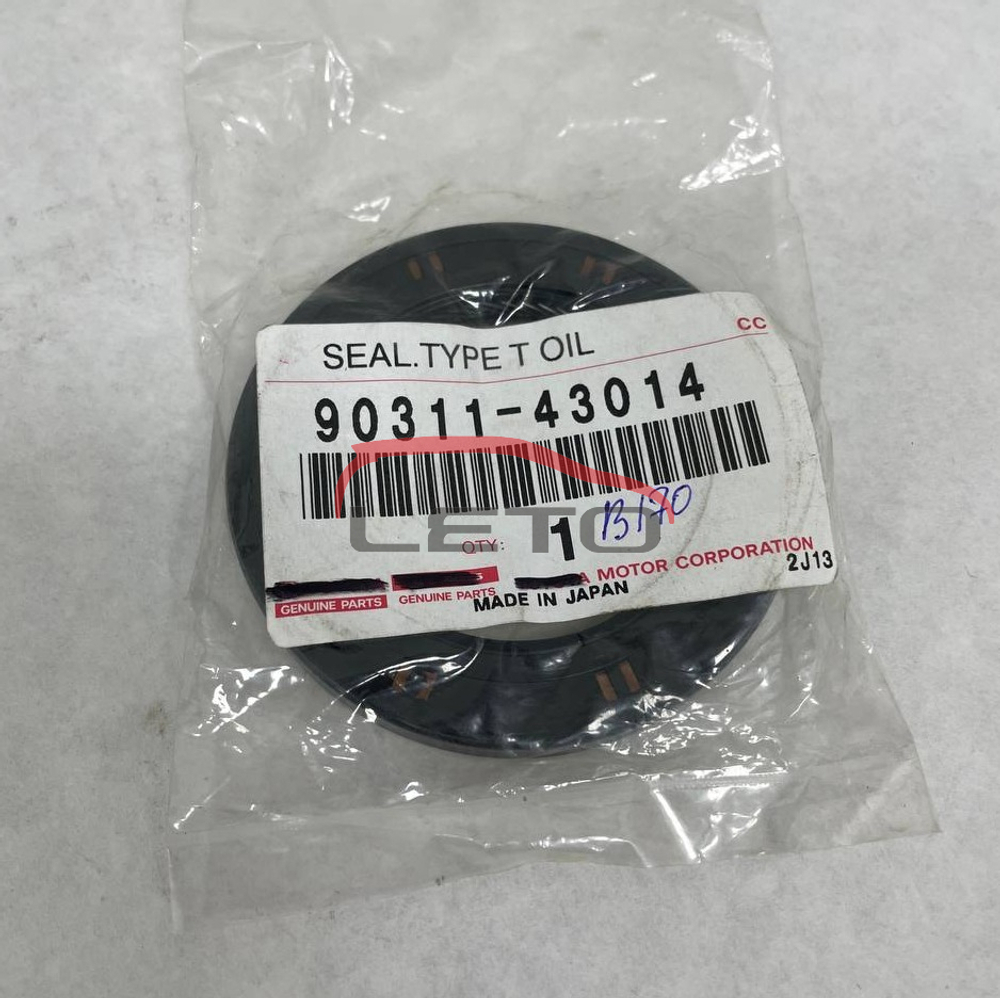 CC
SEAL.TYPE T OIL
90311-43014
LETO
QTY: 1 B170
A MOTOR CORPORATION
GENUINE PARTS GENUINE PARTS
MADE IN JAPAN 2J13